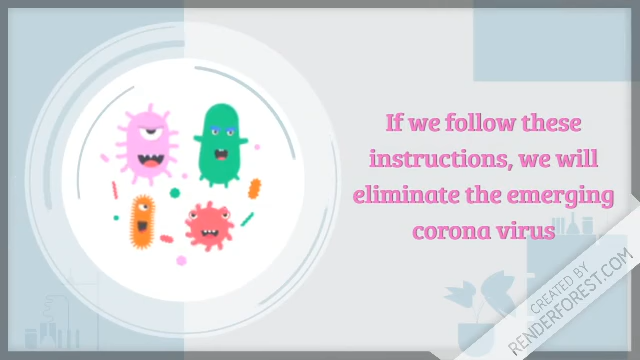 If we follow these
instructions, we will
eliminate the emerging
corona virus
CREATED BY
RENDERFOREST.COM